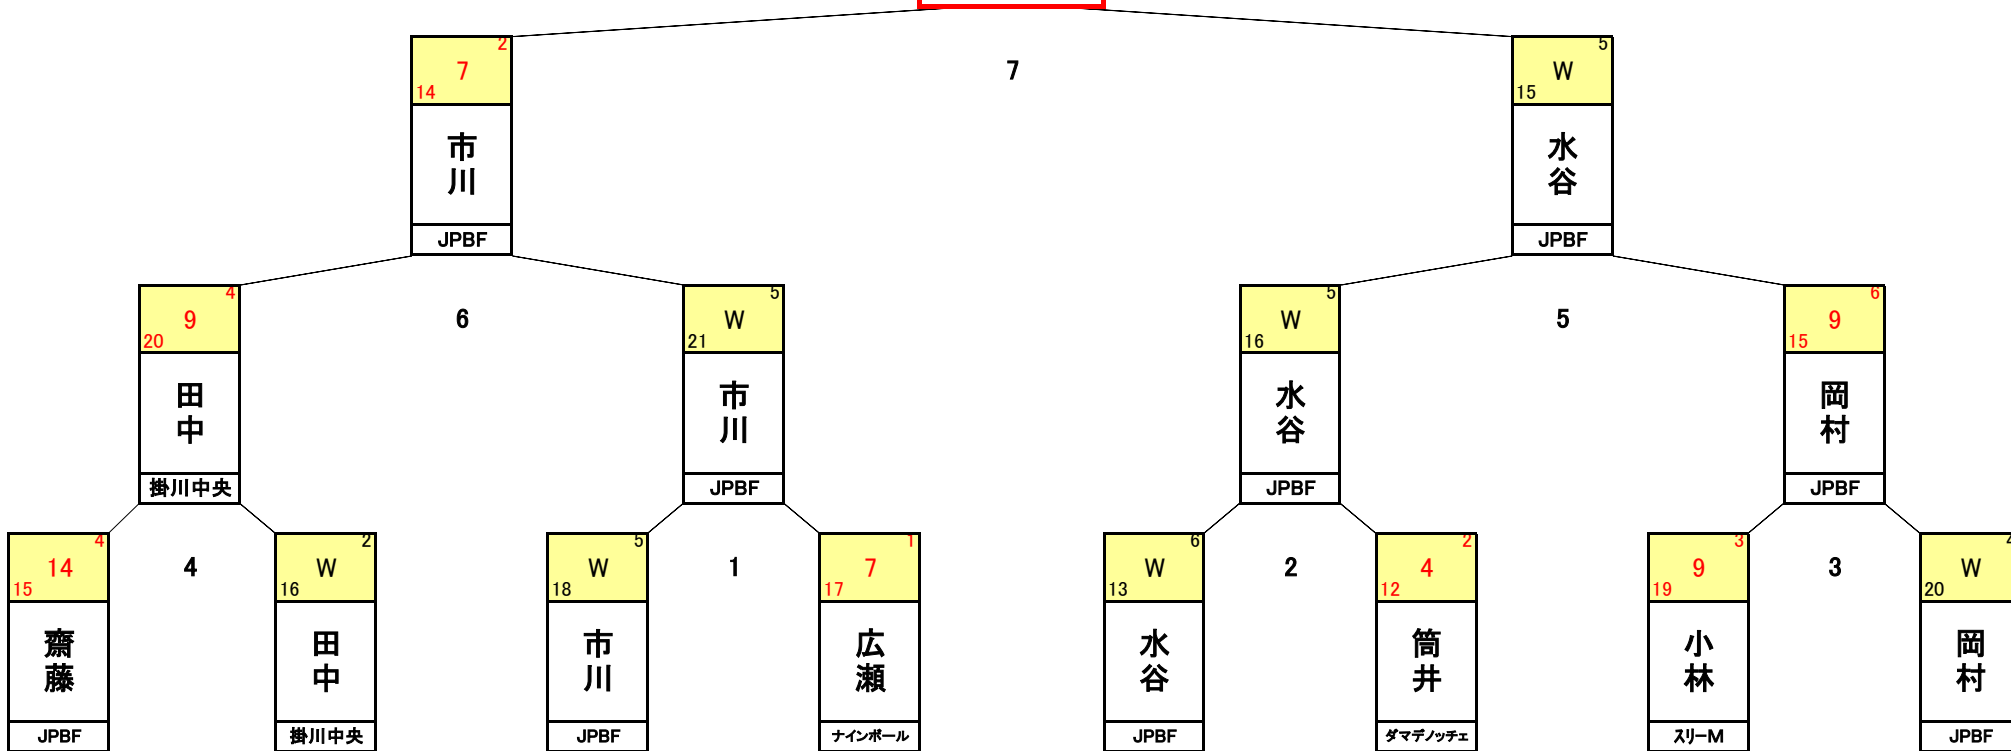 2
7
14
市川
JPBF
7
5
W
15
水谷
JPBF
4
9
20
田中
掛川中央
6
5
W
21
市川
JPBF
5
W
16
水谷
JPBF
5
6
9
15
岡村
JPBF
4
14
15
齋藤
JPBF
4
2
W
16
田中
掛川中央
5
W
18
市川
JPBF
1
1
7
17
広瀬
ナインボール
6
W
13
水谷
JPBF
2
2
4
12
筒井
ダマデノッチェ
3
9
19
小林
スリーM
3
4
W
20
岡村
JPBF